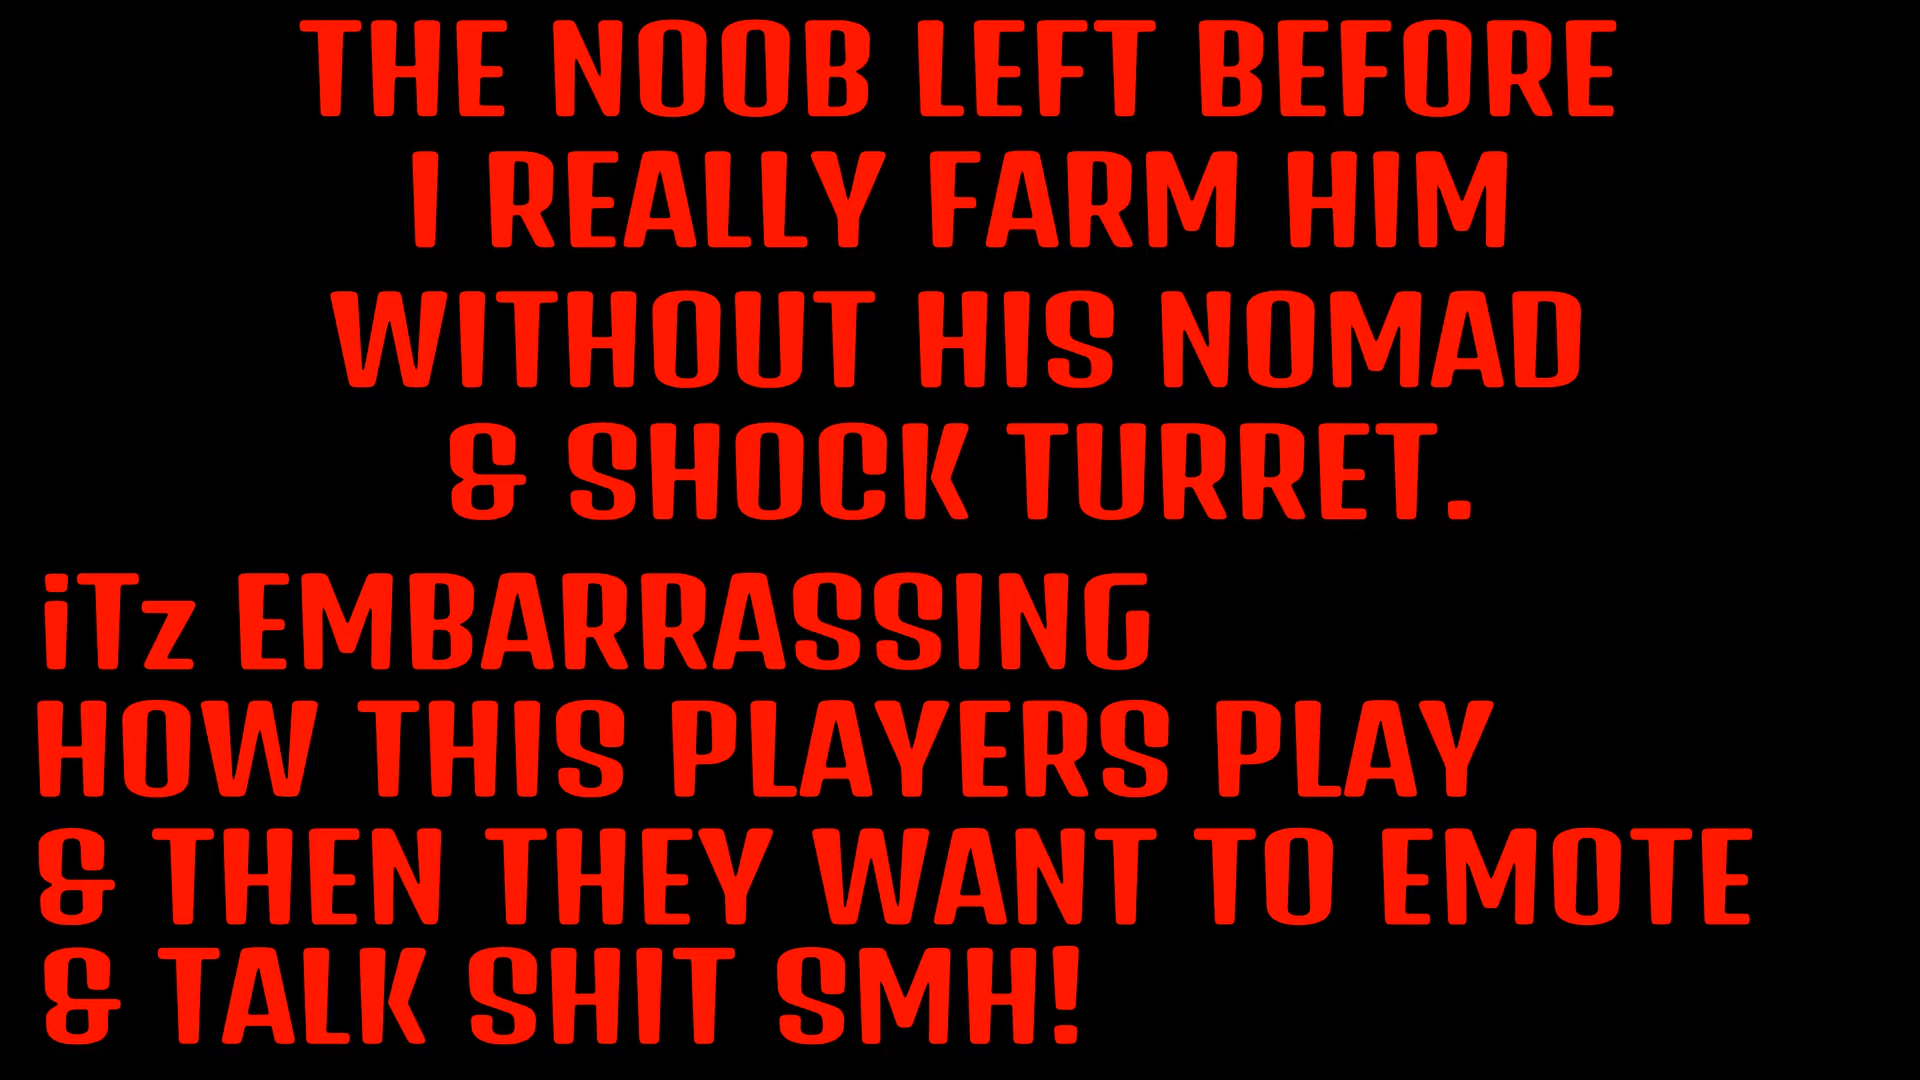 THE NOOB LEFT BEFORE
I REALLY FARM HIM
WITHOUT HIS NOMAD
& SHOCK TURRET.
iTz EMBARRASSING
HOW THIS PLAYERS PLAY
& THEN THEY WANT TO EMOTE
& TALK SHIT SMH!